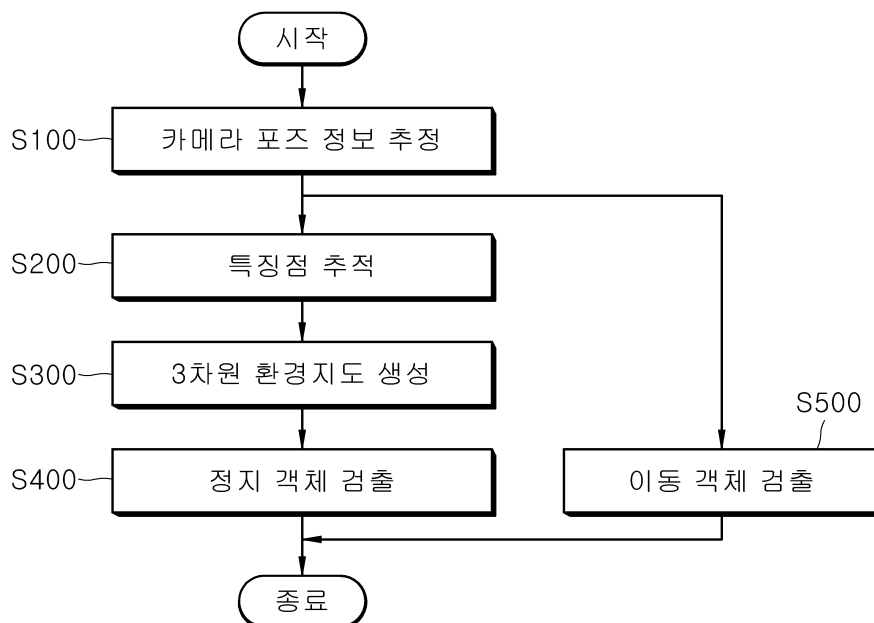 시작
S100
카메라 포즈 정보 추정
S200
특징점 추적
S300
3차원 환경지도 생성
S500
S400
정지 객체 검출
이동 객체 검출
종료